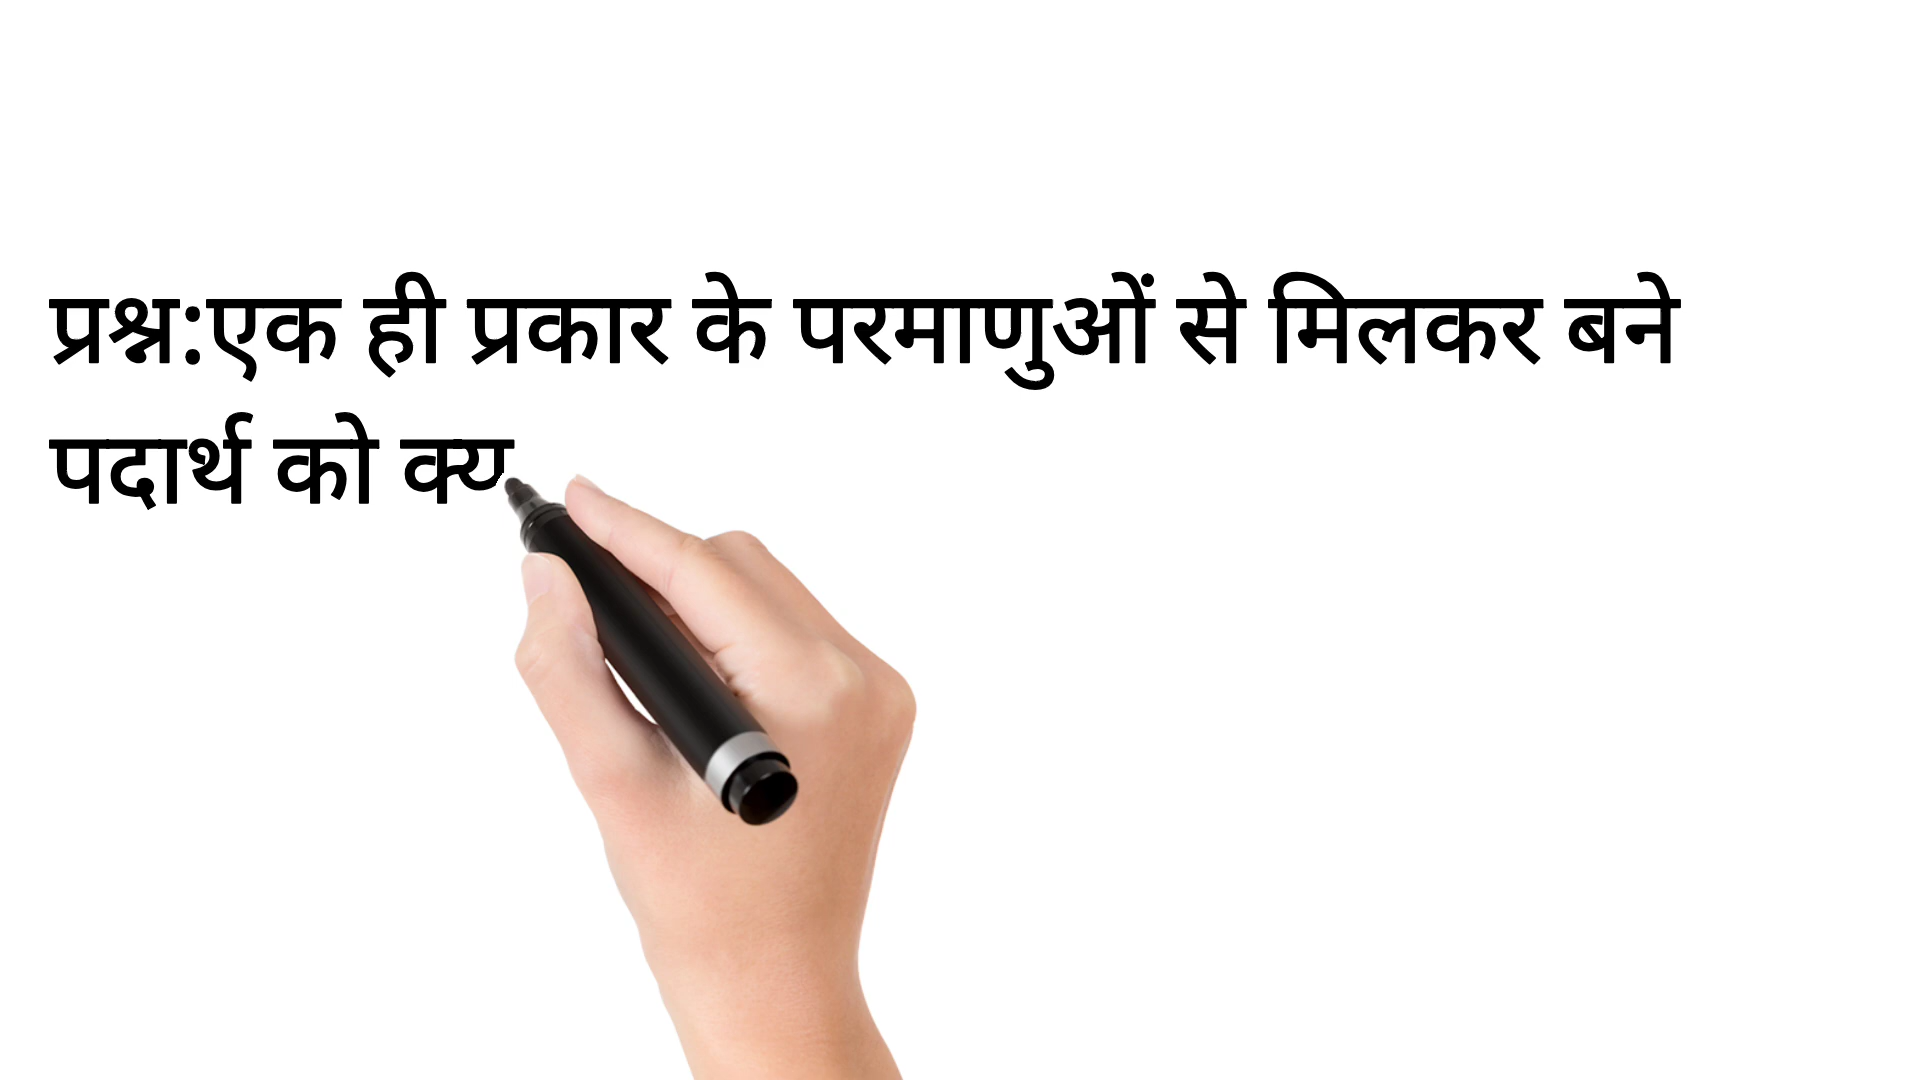 प्रश्न:एक ही प्रकार के परमाणुओं से मिलकर बने
पदार्थ को क्य